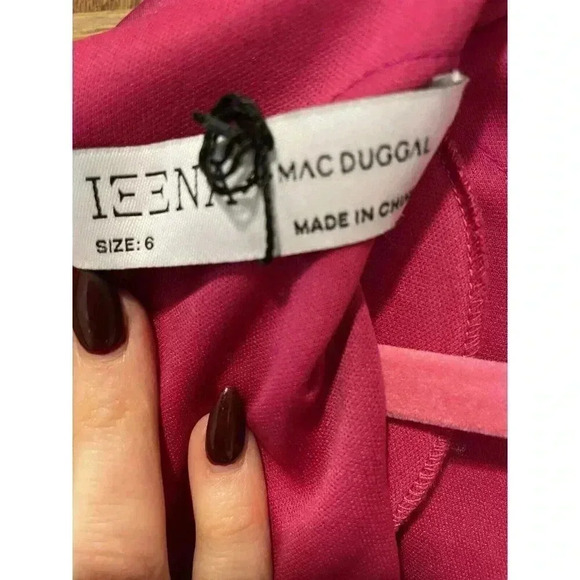 IEENA
MAC DUGGAL
SIZE: 6
MADE IN